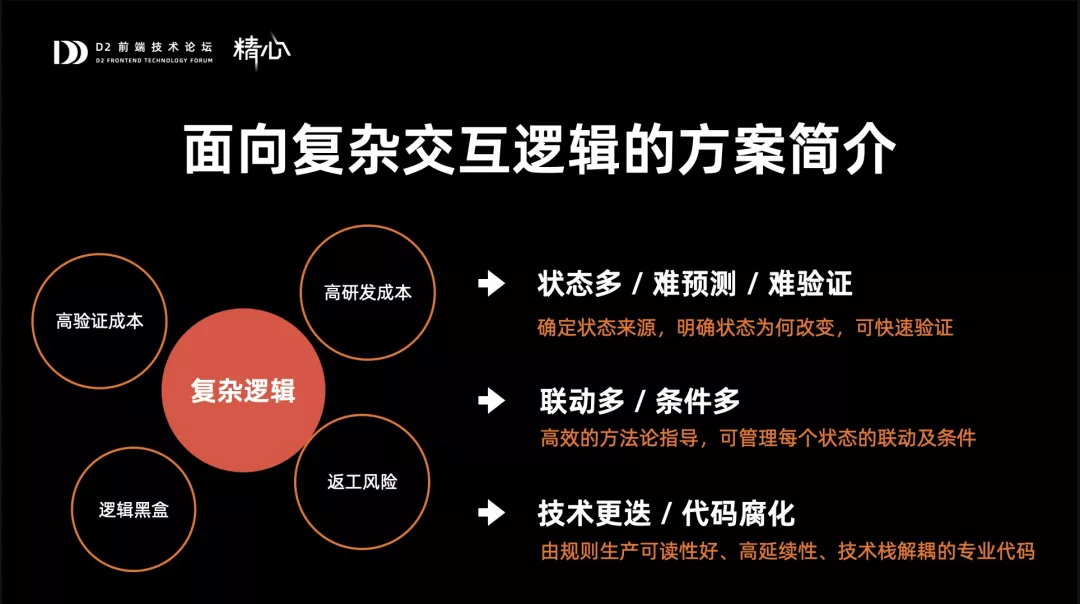 D2 前端技术论坛
D2 FRONTEND TECHNOLOGY FORUM
精心
面向复杂交互逻辑的方案简介
高验证成本
高研发成本
复杂逻辑
逻辑黑盒
返工风险
状态多 / 难预测 / 难验证
确定状态来源，明确状态为何改变，可快速验证
联动多 / 条件多
高效的方法论指导，可管理每个状态的联动及条件
技术更迭 / 代码腐化
由规则生产可读性好、高延续性、技术栈解耦的专业代码